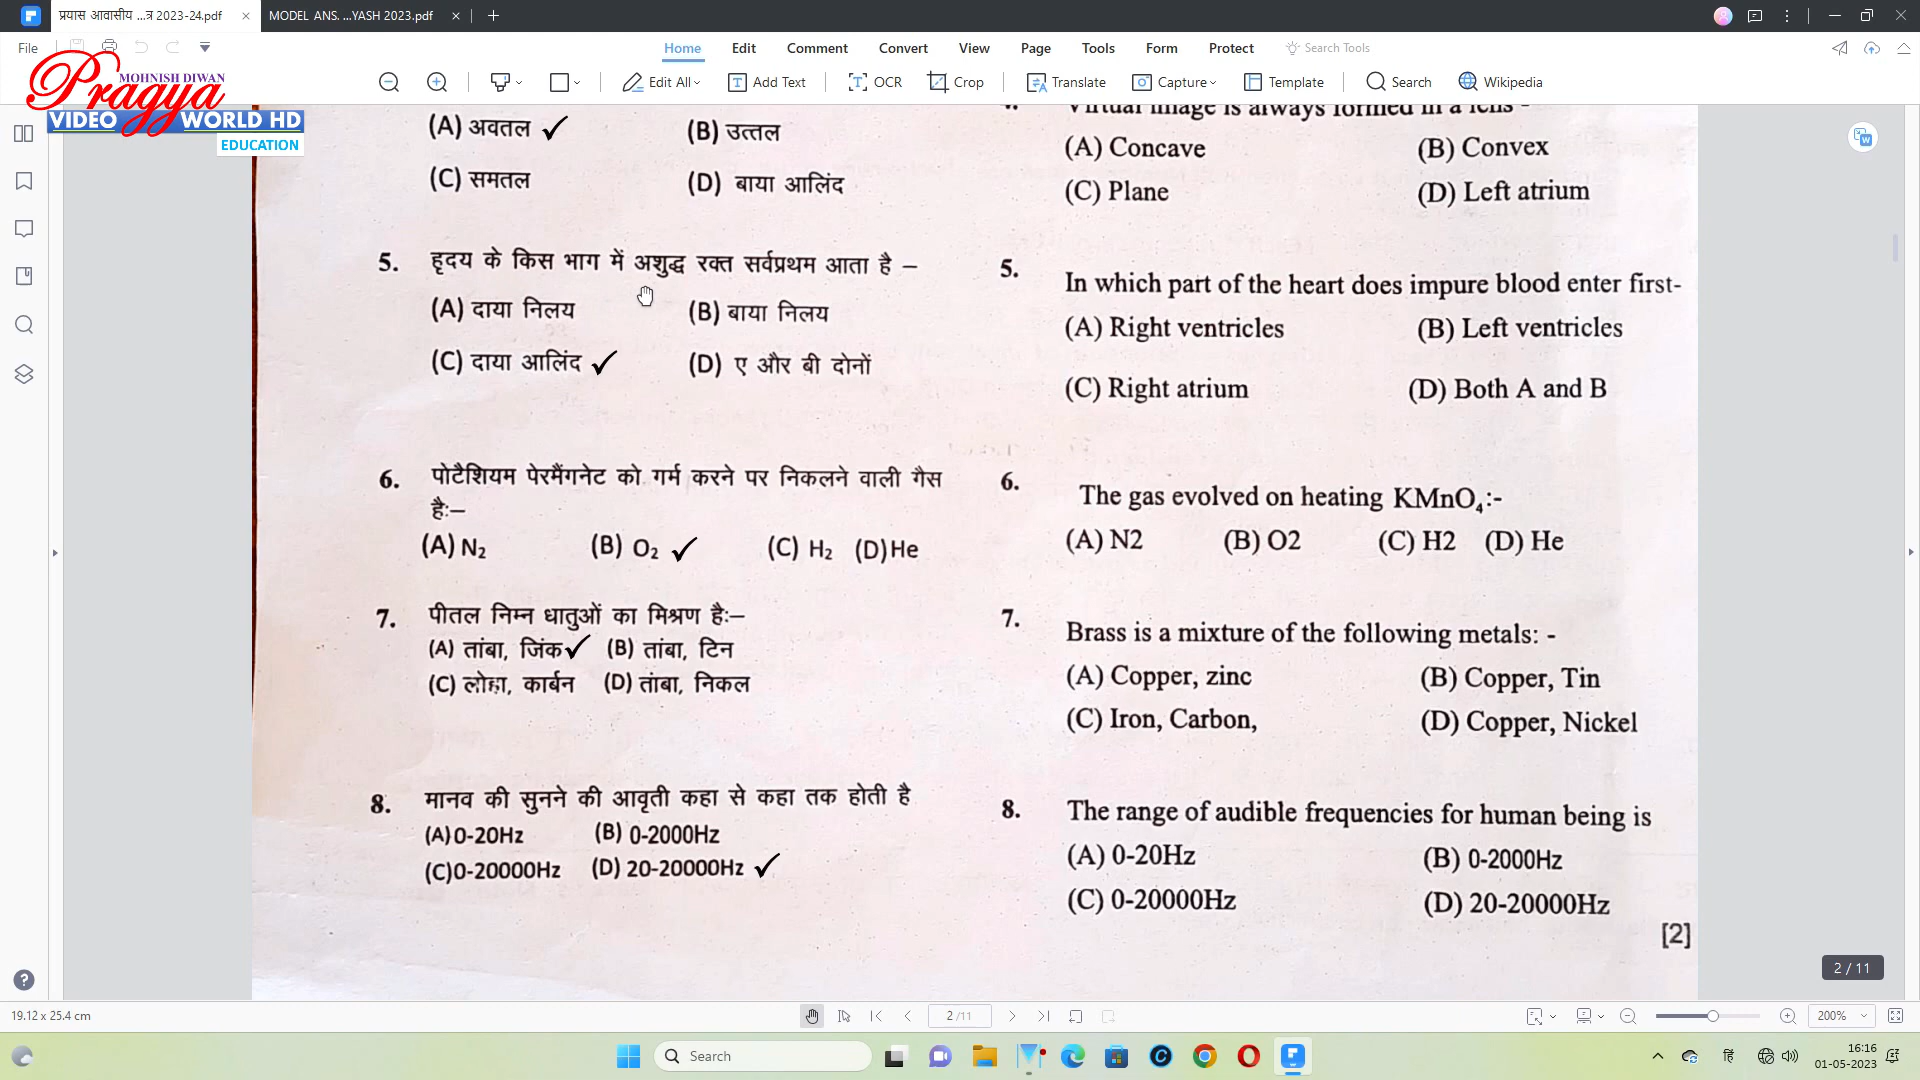 प्रयास आवासीय ...त्र 2023-24.pdf
MODEL ANS. ...YASH 2023.pdf
File
Home Edit Comment Convert View Page Tools Form Protect Search Tools
Edit All Add Text OCR Crop Translate Capture Template Search Wikipedia
MOHNISH DIWAN
Pragya
VIDEO WORLD HD
EDUCATION
(A) अवतल ✓ (B) उत्तल
(C) समतल (D) बाया आलिंद
5. हृदय के किस भाग में अशुद्ध रक्त सर्वप्रथम आता है –
(A) दाया निलय (B) बाया निलय
(C) दाया आलिंद ✓ (D) ए और बी दोनों
6. पोटैशियम पेरमैंगनेट को गर्म करने पर निकलने वाली गैस
है:–
(A) N₂ (B) O₂ ✓ (C) H₂ (D) He
7. पीतल निम्न धातुओं का मिश्रण है:–
(A) तांबा, जिंक ✓ (B) तांबा, टिन
(C) लोहा, कार्बन (D) तांबा, निकल
8. मानव की सुनने की आवृती कहा से कहा तक होती है
(A) 0-20Hz (B) 0-2000Hz
(C) 0-20000Hz (D) 20-20000Hz ✓
Virtual image is always formed in a lens -
(A) Concave (B) Convex
(C) Plane (D) Left atrium
5. In which part of the heart does impure blood enter first-
(A) Right ventricles (B) Left ventricles
(C) Right atrium (D) Both A and B
6. The gas evolved on heating KMnO₄:-
(A) N2 (B) O2 (C) H2 (D) He
7. Brass is a mixture of the following metals: -
(A) Copper, zinc (B) Copper, Tin
(C) Iron, Carbon, (D) Copper, Nickel
8. The range of audible frequencies for human being is
(A) 0-20Hz (B) 0-2000Hz
(C) 0-20000Hz (D) 20-20000Hz
[2]
2 / 11
19.12 x 25.4 cm
2 /11
200%
Search
हिं
16:16
01-05-2023